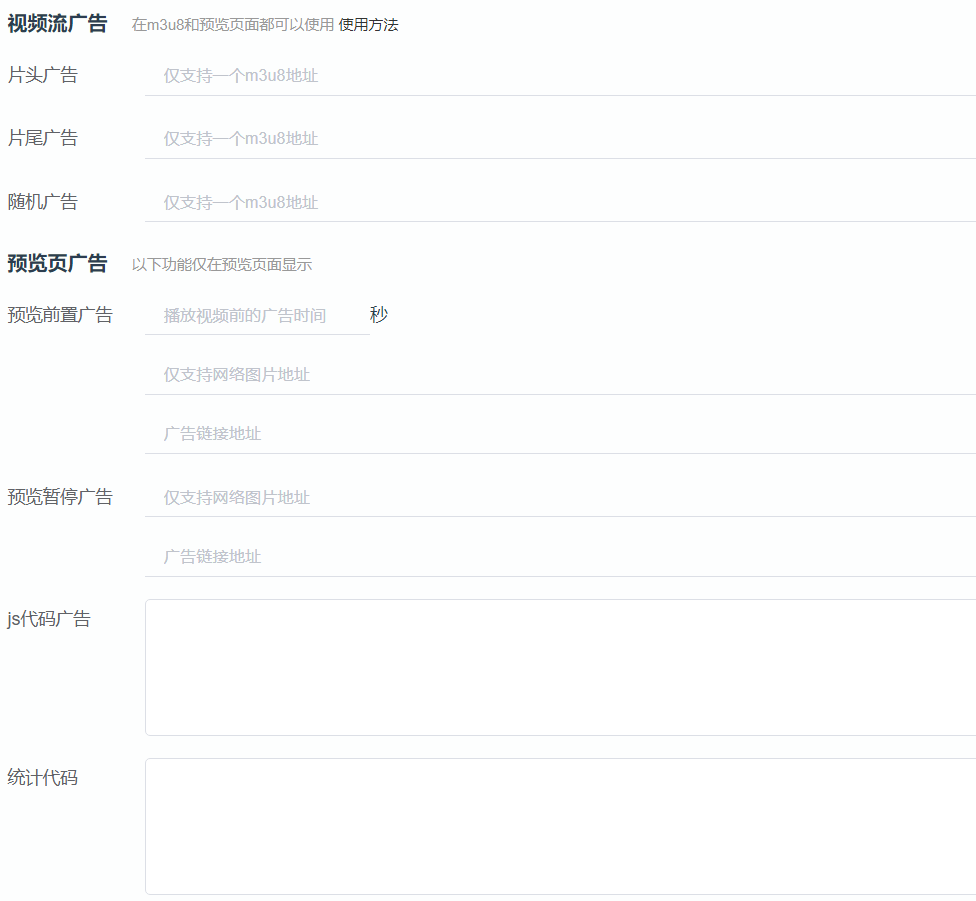 视频流广告 在m3u8和预览页面都可以使用 使用方法
片头广告 仅支持一个m3u8地址
片尾广告 仅支持一个m3u8地址
随机广告 仅支持一个m3u8地址
预览页广告 以下功能仅在预览页面显示
预览前置广告 播放视频前的广告时间 秒
仅支持网络图片地址
广告链接地址
预览暂停广告 仅支持网络图片地址
广告链接地址
js代码广告
统计代码